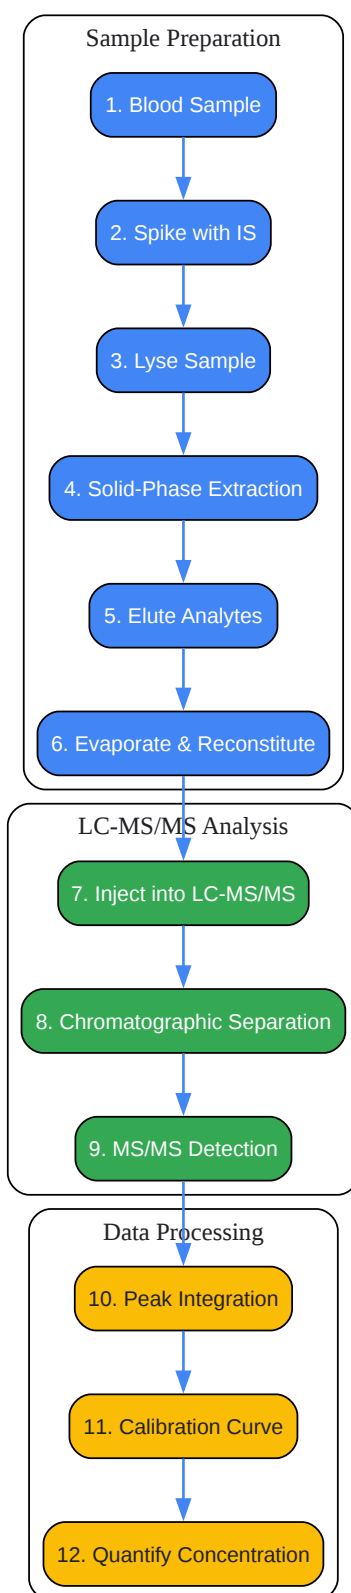 Sample Preparation
1. Blood Sample
2. Spike with IS
3. Lyse Sample
4. Solid-Phase Extraction
5. Elute Analytes
6. Evaporate & Reconstitute
LC-MS/MS Analysis
7. Inject into LC-MS/MS
8. Chromatographic Separation
9. MS/MS Detection
Data Processing
10. Peak Integration
11. Calibration Curve
12. Quantify Concentration